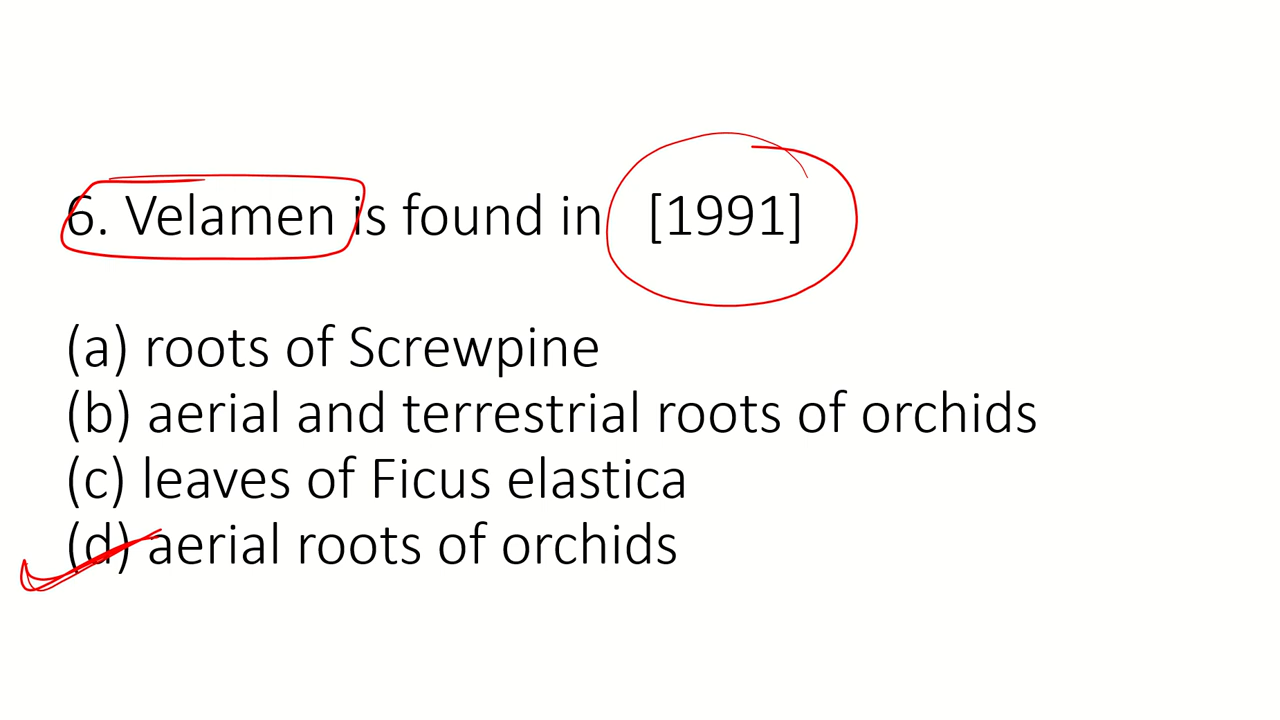 6. Velamen is found in [1991]
(a) roots of Screwpine
(b) aerial and terrestrial roots of orchids
(c) leaves of Ficus elastica
(d) aerial roots of orchids